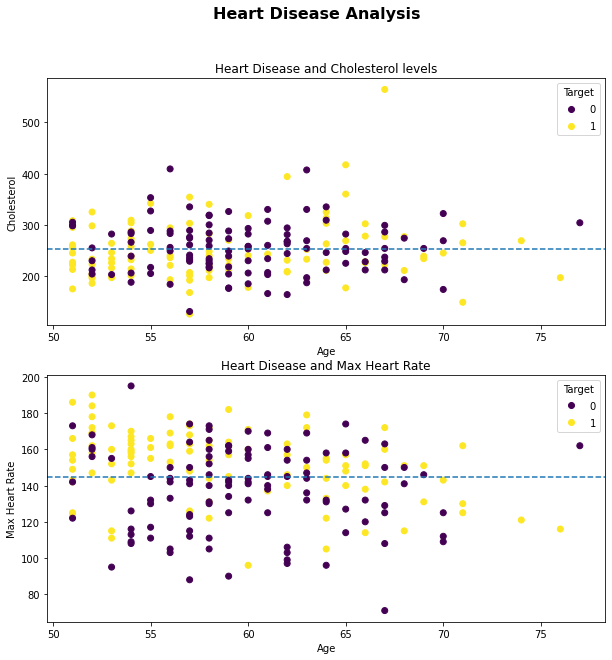 Heart Disease Analysis
Heart Disease and Cholesterol levels
Target
0
1
500
400
300
200
Cholesterol
50 55 60 65 70 75
Age
Heart Disease and Max Heart Rate
Target
0
1
200
180
160
140
120
100
80
Max Heart Rate
50 55 60 65 70 75
Age